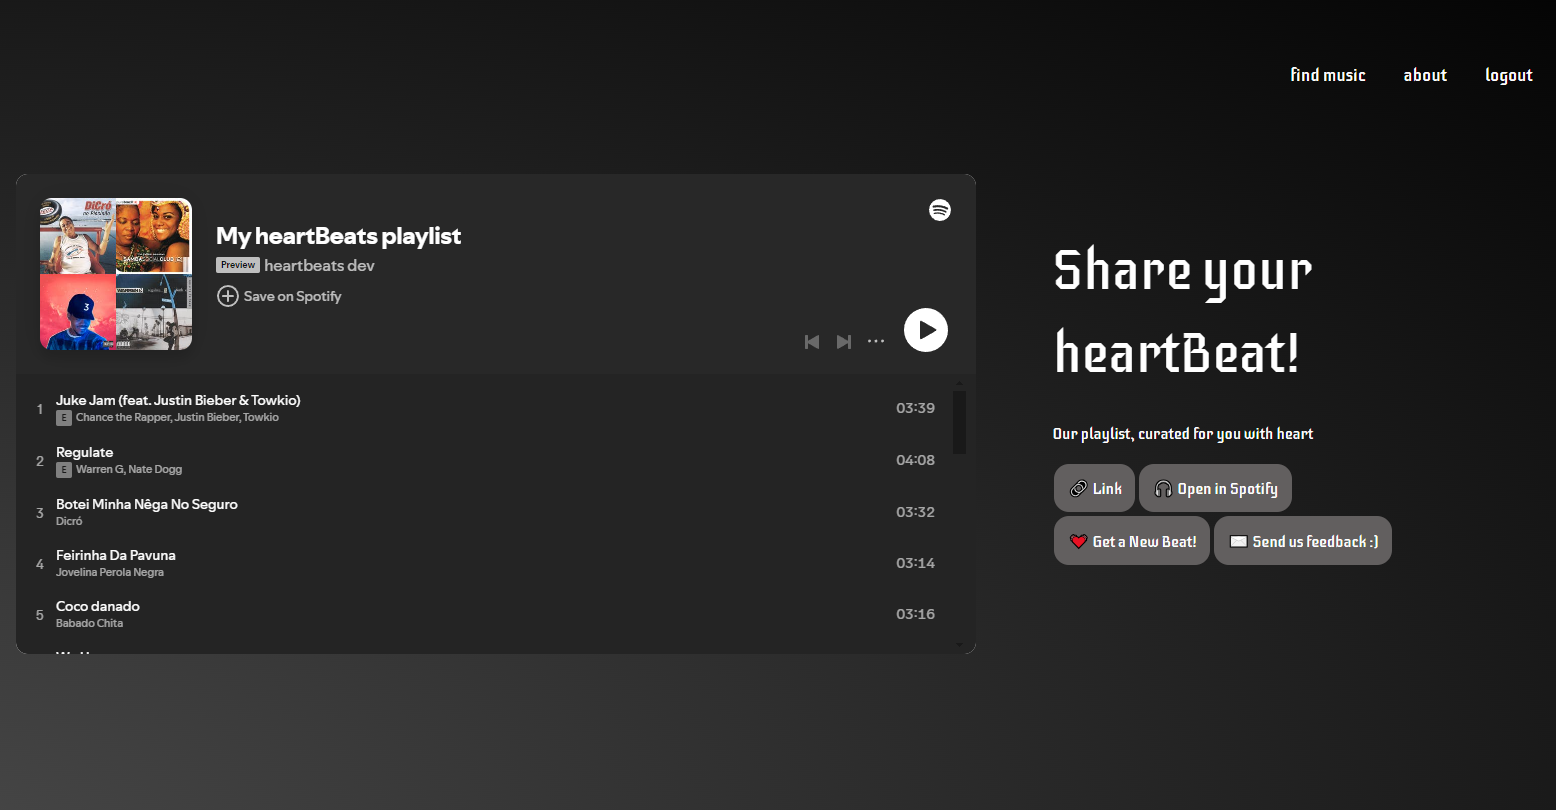 find music about logout
My heartBeats playlist
Preview heartbeats dev
Save on Spotify
1 Juke Jam (feat. Justin Bieber & Towkio) 03:39
E Chance the Rapper, Justin Bieber, Towkio
2 Regulate 04:08
E Warren G, Nate Dogg
3 Botei Minha Nêga No Seguro 03:32
Dicró
4 Feirinha Da Pavuna 03:14
Jovelina Perola Negra
5 Coco danado 03:16
Babado Chita
Share your
heartBeat!
Our playlist, curated for you with heart
Link Open in Spotify
Get a New Beat! Send us feedback :)